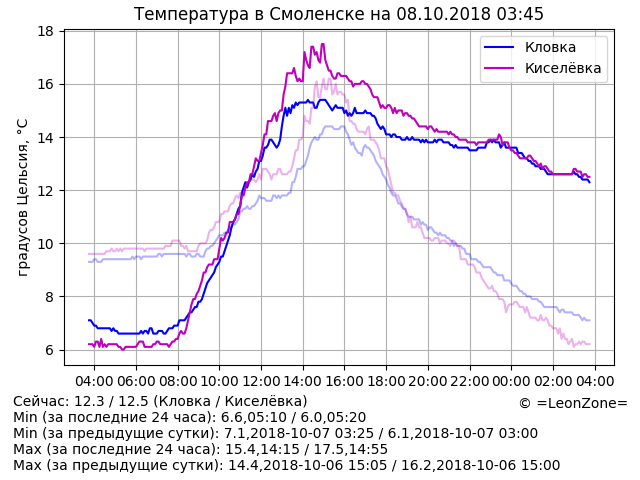 Температура в Смоленске на 08.10.2018 03:45
Кловка
Киселёвка
градусов Цельсия, °C
18
16
14
12
10
8
6
04:00 06:00 08:00 10:00 12:00 14:00 16:00 18:00 20:00 22:00 00:00 02:00 04:00
Сейчас: 12.3 / 12.5 (Кловка / Киселёвка)
© =LeonZone=
Min (за последние 24 часа): 6.6,05:10 / 6.0,05:20
Min (за предыдущие сутки): 7.1,2018-10-07 03:25 / 6.1,2018-10-07 03:00
Max (за последние 24 часа): 15.4,14:15 / 17.5,14:55
Max (за предыдущие сутки): 14.4,2018-10-06 15:05 / 16.2,2018-10-06 15:00